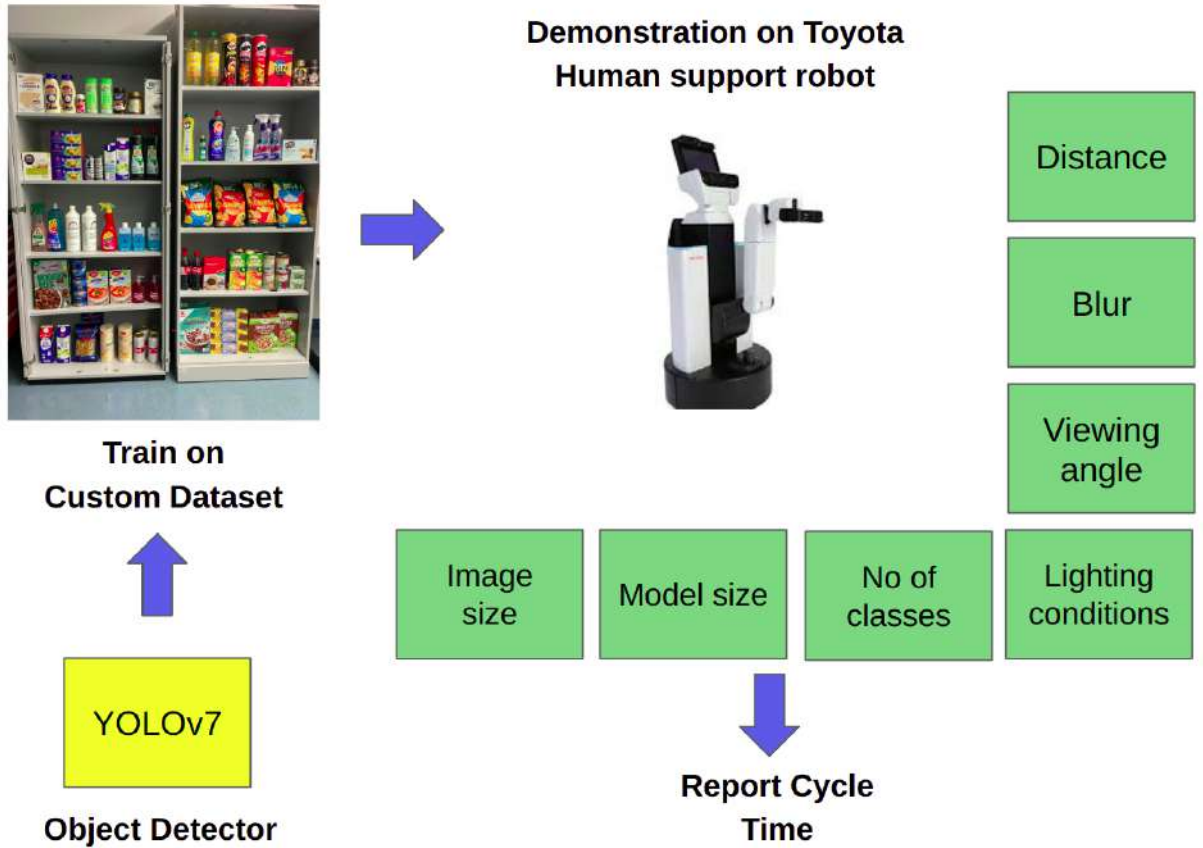 Demonstration on Toyota
Human support robot
Distance
Blur
Viewing
angle
Train on
Custom Dataset
Image
size
Model size
No of
classes
Lighting
conditions
YOLOv7
Object Detector
Report Cycle
Time